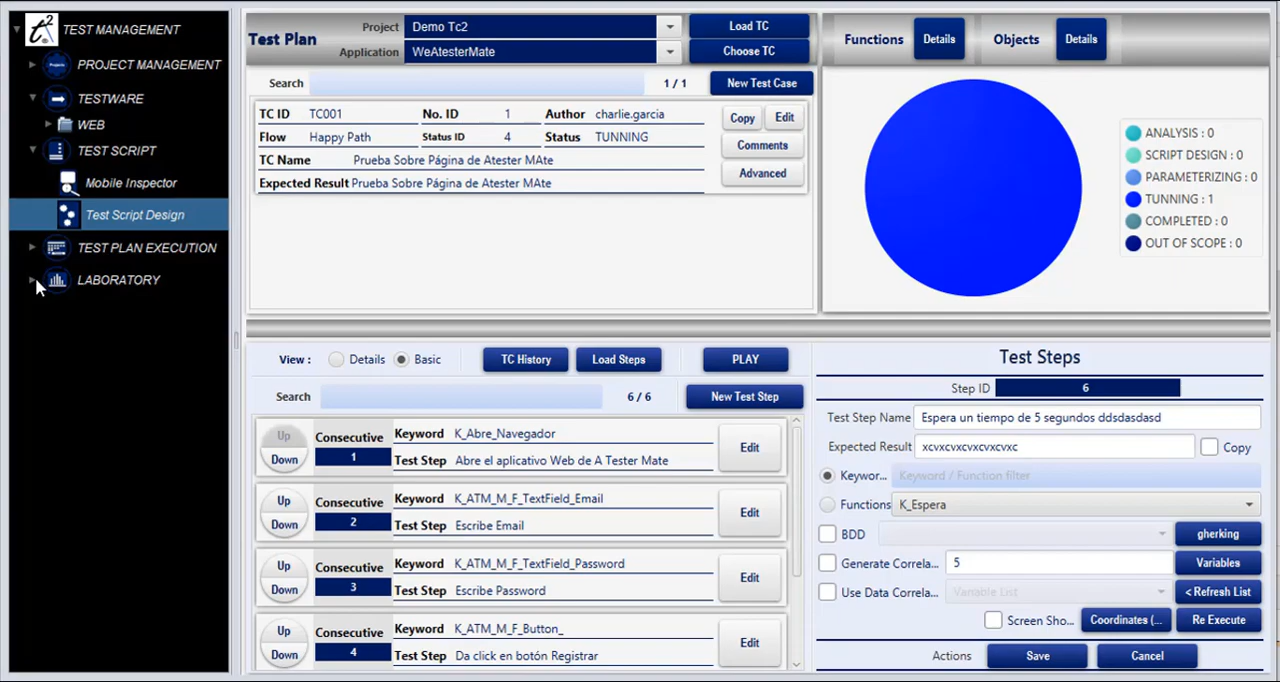 t²
TEST MANAGEMENT
Projects
PROJECT MANAGEMENT
TESTWARE
WEB
TEST SCRIPT
Mobile Inspector
Test Script Design
TEST PLAN EXECUTION
LABORATORY
Test Plan
Project Demo Tc2 Load TC
Application WeAtesterMate Choose TC
Search 1 / 1 New Test Case
TC ID TC001 No. ID 1 Author charlie.garcia Copy Edit
Flow Happy Path Status ID 4 Status TUNNING
Comments
TC Name Prueba Sobre Página de Atester MAte
Expected Result Prueba Sobre Página de Atester MAte
Advanced
Functions Details Objects Details
ANALYSIS : 0
SCRIPT DESIGN : 0
PARAMETERIZING : 0
TUNNING : 1
COMPLETED : 0
OUT OF SCOPE : 0
View : Details Basic TC History Load Steps PLAY
Search 6 / 6 New Test Step
Up Down Consecutive 1 Keyword K_Abre_Navegador Edit
Test Step Abre el aplicativo Web de A Tester Mate
Up Down Consecutive 2 Keyword K_ATM_M_F_TextField_Email Edit
Test Step Escribe Email
Up Down Consecutive 3 Keyword K_ATM_M_F_TextField_Password Edit
Test Step Escribe Password
Up Down Consecutive 4 Keyword K_ATM_M_F_Button_ Edit
Test Step Da click en botón Registrar
Test Steps
Step ID 6
Test Step Name Espera un tiempo de 5 segundos ddsdasdasd
Expected Result xcvxcvxcvxcvxcvxc Copy
Keywor... Keyword / Function filter
Functions K_Espera
BDD gherking
Generate Correla... 5 Variables
Use Data Correla... Variable List < Refresh List
Screen Sho... Coordinates (... Re Execute
Actions Save Cancel